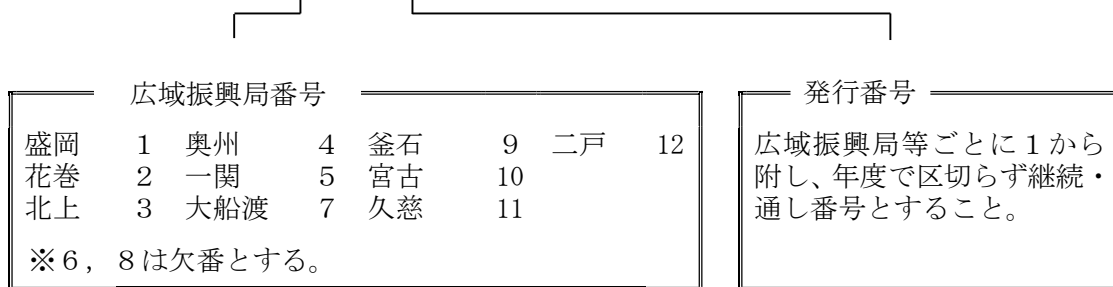 広域振興局番号
盛岡 1 奥州 4 釜石 9 二戸 12
花巻 2 一関 5 宮古 10
北上 3 大船渡 7 久慈 11
※6，8は欠番とする。
発行番号
広域振興局等ごとに1から
附し、年度で区切らず継続・
通し番号とすること。